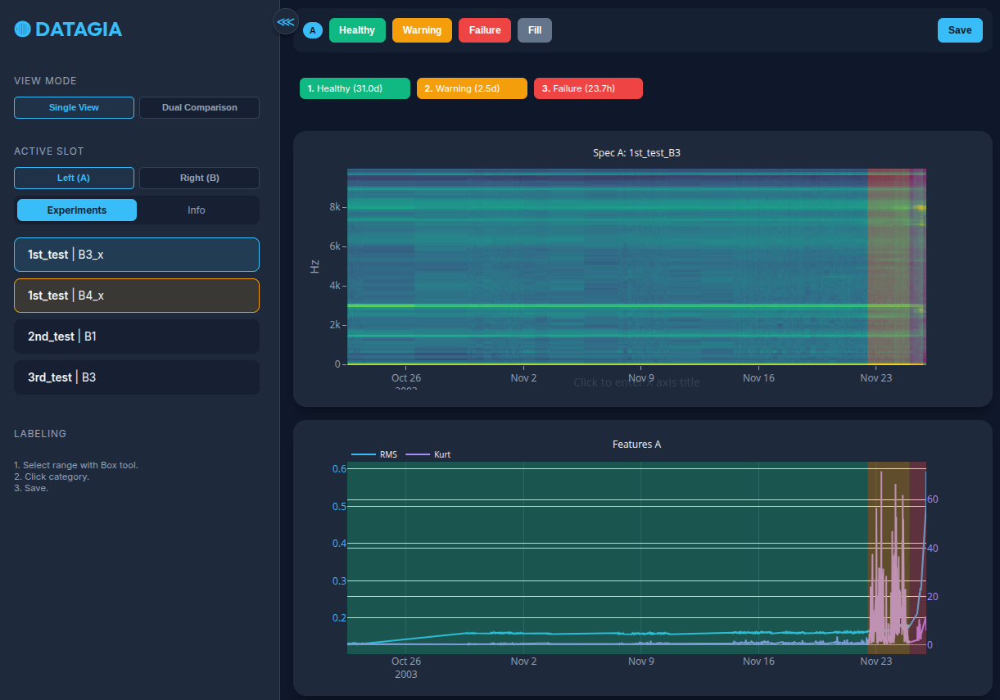 DATAGIA
⋘
VIEW MODE
Single View
Dual Comparison
ACTIVE SLOT
Left (A)
Right (B)
Experiments
Info
1st_test | B3_x
1st_test | B4_x
2nd_test | B1
3rd_test | B3
LABELING
1. Select range with Box tool.
2. Click category.
3. Save.
A
Healthy
Warning
Failure
Fill
Save
1. Healthy (31.0d)
2. Warning (2.5d)
3. Failure (23.7h)
Spec A: 1st_test_B3
Hz
8k
6k
4k
2k
0
Oct 26
2003
Nov 2
Nov 9
Nov 16
Nov 23
Click to enter X axis title
Features A
RMS
Kurt
0.6
0.5
0.4
0.3
0.2
60
40
20
0
Oct 26
2003
Nov 2
Nov 9
Nov 16
Nov 23